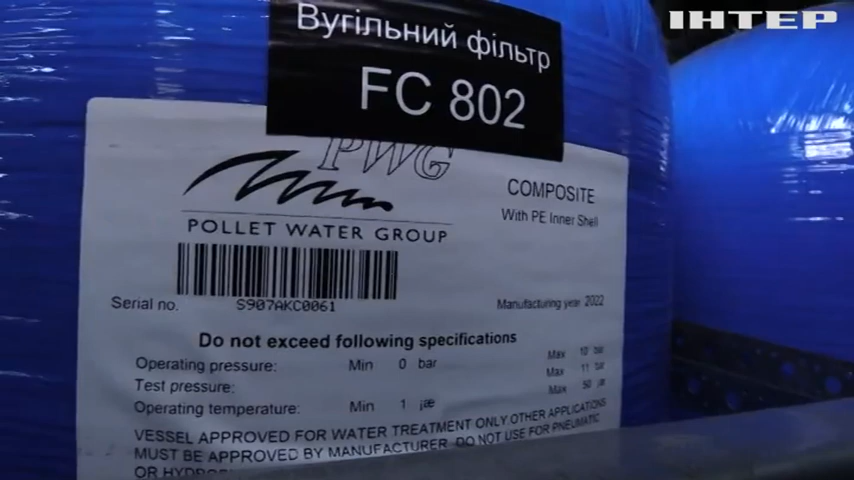 ІНТЕР
Вугільний фільтр
FC 802
PWG
POLLET WATER GROUP
COMPOSITE
With PE Inner Shell
Serial no. S907AKC0061
Manufacturing year 2022
Do not exceed following specifications
Operating pressure: Min 0 bar Max 10 bar
Test pressure: Max 11 bar
Operating temperature: Min 1 ¡æ Max 50 ¡æ
VESSEL APPROVED FOR WATER TREATMENT ONLY OTHER APPLICATIONS
MUST BE APPROVED BY MANUFACTURER. DO NOT USE FOR PNEUMATIC
OR